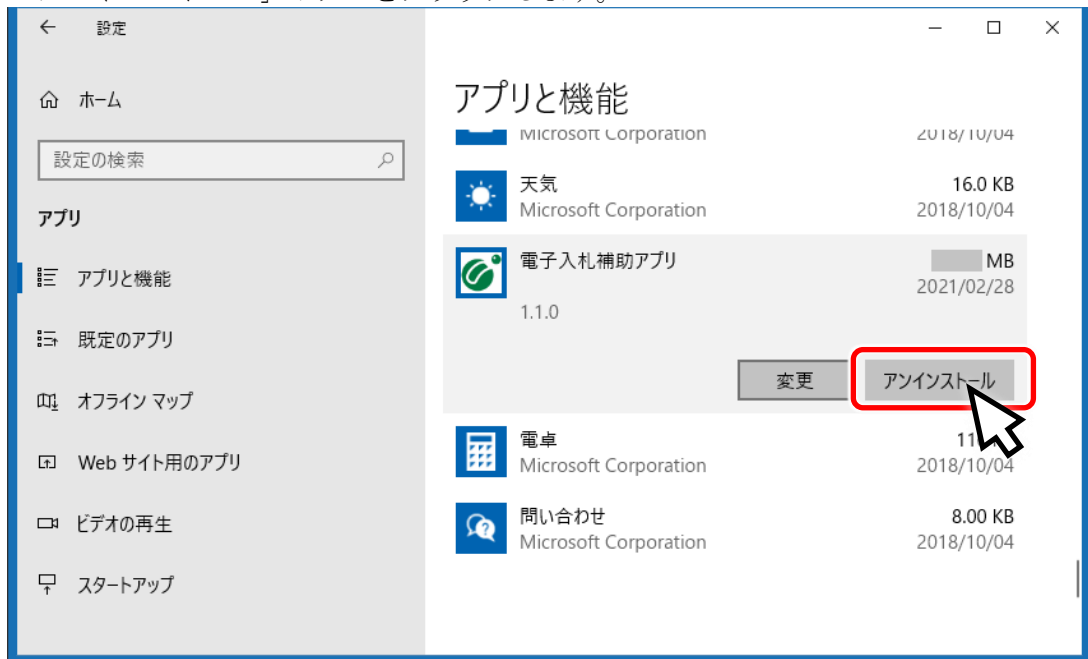 設定
ホーム
設定の検索
アプリ
アプリと機能
既定のアプリ
オフライン マップ
Web サイト用のアプリ
ビデオの再生
スタートアップ
アプリと機能
Microsoft Corporation 2018/10/04
天気 16.0 KB
Microsoft Corporation 2018/10/04
電子入札補助アプリ MB
2021/02/28
1.1.0
変更 アンインストール
電卓
Microsoft Corporation 2018/10/04
問い合わせ 8.00 KB
Microsoft Corporation 2018/10/04